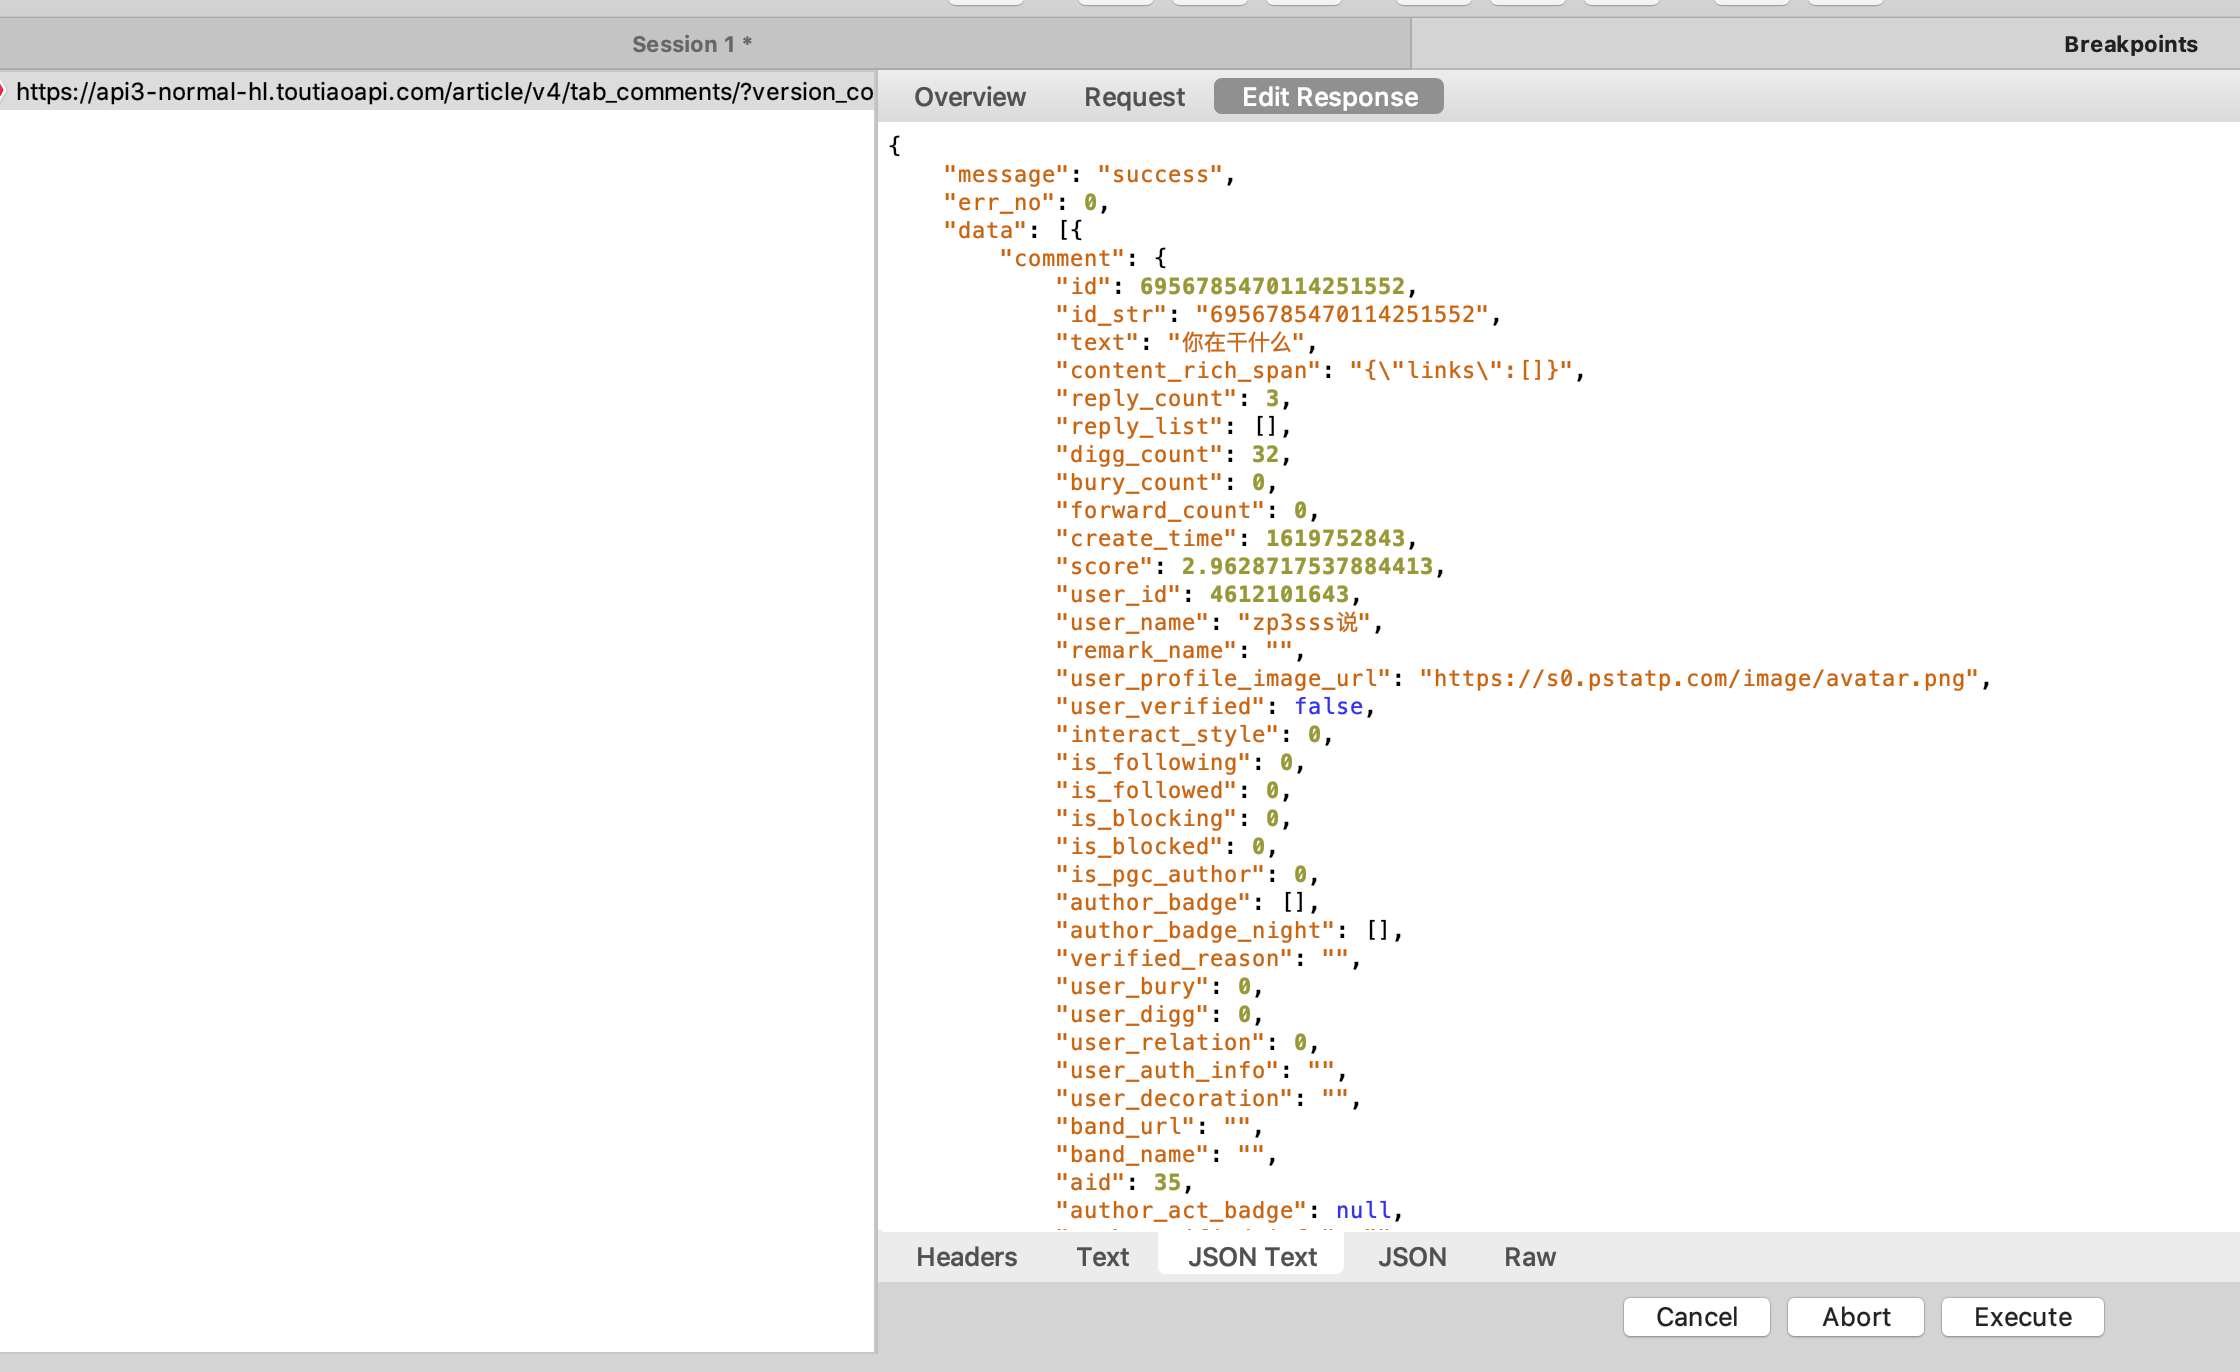 Session 1 *
Breakpoints
https://api3-normal-hl.toutiaoapi.com/article/v4/tab_comments/?version_co
Overview Request Edit Response
{
"message": "success",
"err_no": 0,
"data": [{
"comment": {
"id": 6956785470114251552,
"id_str": "6956785470114251552",
"text": "你在干什么",
"content_rich_span": "{\"links\":[]}",
"reply_count": 3,
"reply_list": [],
"digg_count": 32,
"bury_count": 0,
"forward_count": 0,
"create_time": 1619752843,
"score": 2.9628717537884413,
"user_id": 4612101643,
"user_name": "zp3sss说",
"remark_name": "",
"user_profile_image_url": "https://s0.pstatp.com/image/avatar.png",
"user_verified": false,
"interact_style": 0,
"is_following": 0,
"is_followed": 0,
"is_blocking": 0,
"is_blocked": 0,
"is_pgc_author": 0,
"author_badge": [],
"author_badge_night": [],
"verified_reason": "",
"user_bury": 0,
"user_digg": 0,
"user_relation": 0,
"user_auth_info": "",
"user_decoration": "",
"band_url": "",
"band_name": "",
"aid": 35,
"author_act_badge": null,
Headers Text JSON Text JSON Raw
Cancel Abort Execute